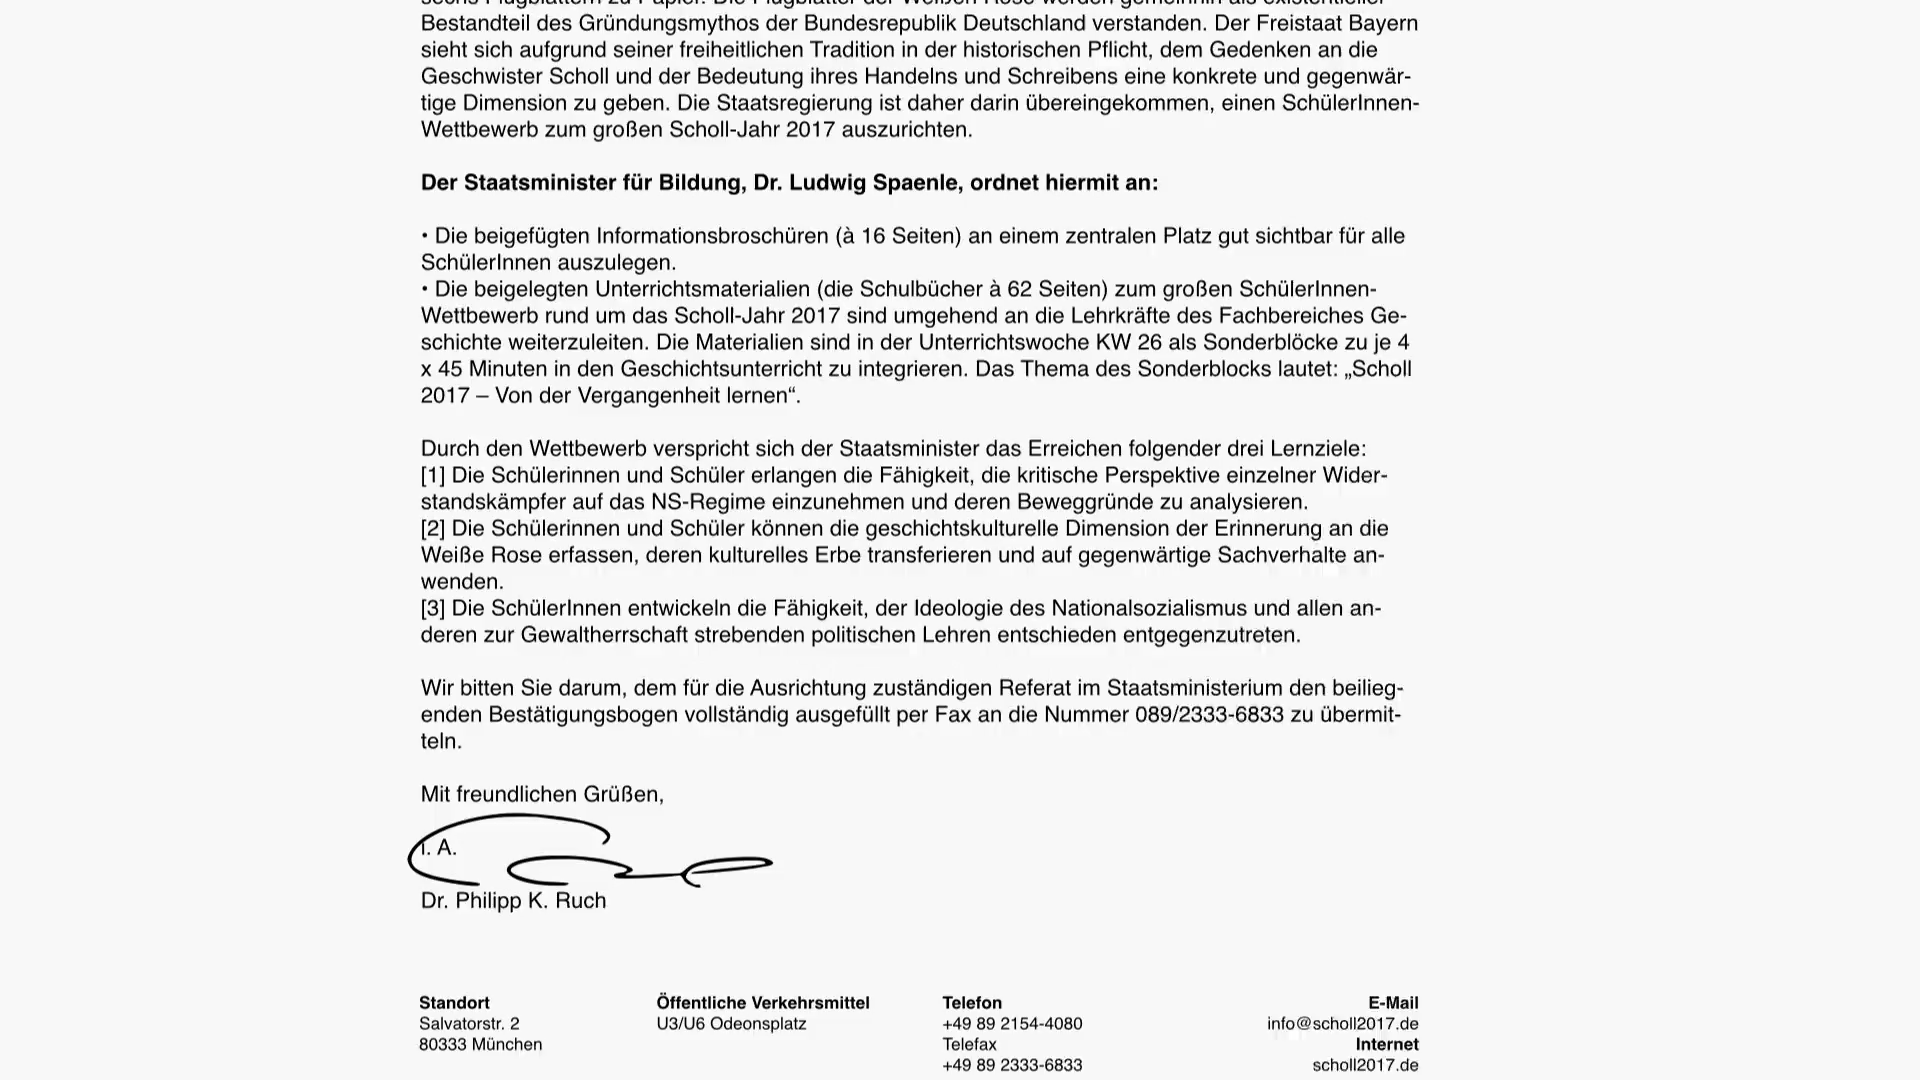 sechs Flugblättern zu Papier. Die Flugblätter der Weißen Rose werden gemeinhin als existentieller
Bestandteil des Gründungsmythos der Bundesrepublik Deutschland verstanden. Der Freistaat Bayern
sieht sich aufgrund seiner freiheitlichen Tradition in der historischen Pflicht, dem Gedenken an die
Geschwister Scholl und der Bedeutung ihres Handelns und Schreibens eine konkrete und gegenwär-
tige Dimension zu geben. Die Staatsregierung ist daher darin übereingekommen, einen SchülerInnen-
Wettbewerb zum großen Scholl-Jahr 2017 auszurichten.
Der Staatsminister für Bildung, Dr. Ludwig Spaenle, ordnet hiermit an:
• Die beigefügten Informationsbroschüren (à 16 Seiten) an einem zentralen Platz gut sichtbar für alle
SchülerInnen auszulegen.
• Die beigelegten Unterrichtsmaterialien (die Schulbücher à 62 Seiten) zum großen SchülerInnen-
Wettbewerb rund um das Scholl-Jahr 2017 sind umgehend an die Lehrkräfte des Fachbereiches Ge-
schichte weiterzuleiten. Die Materialien sind in der Unterrichtswoche KW 26 als Sonderblöcke zu je 4
x 45 Minuten in den Geschichtsunterricht zu integrieren. Das Thema des Sonderblocks lautet: „Scholl
2017 – Von der Vergangenheit lernen“.
Durch den Wettbewerb verspricht sich der Staatsminister das Erreichen folgender drei Lernziele:
[1] Die Schülerinnen und Schüler erlangen die Fähigkeit, die kritische Perspektive einzelner Wider-
standskämpfer auf das NS-Regime einzunehmen und deren Beweggründe zu analysieren.
[2] Die Schülerinnen und Schüler können die geschichtskulturelle Dimension der Erinnerung an die
Weiße Rose erfassen, deren kulturelles Erbe transferieren und auf gegenwärtige Sachverhalte an-
wenden.
[3] Die SchülerInnen entwickeln die Fähigkeit, der Ideologie des Nationalsozialismus und allen an-
deren zur Gewaltherrschaft strebenden politischen Lehren entschieden entgegenzutreten.
Wir bitten Sie darum, dem für die Ausrichtung zuständigen Referat im Staatsministerium den beilieg-
enden Bestätigungsbogen vollständig ausgefüllt per Fax an die Nummer 089/2333-6833 zu übermit-
teln.
Mit freundlichen Grüßen,
i. A.
Dr. Philipp K. Ruch
Standort
Salvatorstr. 2
80333 München
Öffentliche Verkehrsmittel
U3/U6 Odeonsplatz
Telefon
+49 89 2154-4080
Telefax
+49 89 2333-6833
E-Mail
info@scholl2017.de
Internet
scholl2017.de